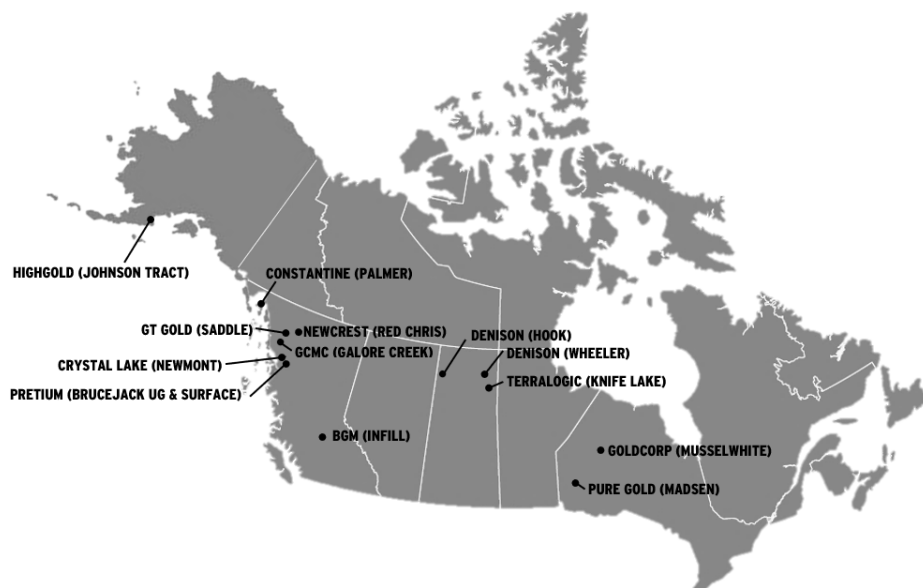 HIGHGOLD (JOHNSON TRACT)
CONSTANTINE (PALMER)
GT GOLD (SADDLE)
NEWCREST (RED CHRIS)
DENISON (HOOK)
GCMC (GALORE CREEK)
DENISON (WHEELER)
CRYSTAL LAKE (NEWMONT)
TERRALOGIC (KNIFE LAKE)
PRETIUM (BRUCEJACK UG & SURFACE)
BGM (INFILL)
GOLDCORP (MUSSELWHITE)
PURE GOLD (MADSEN)